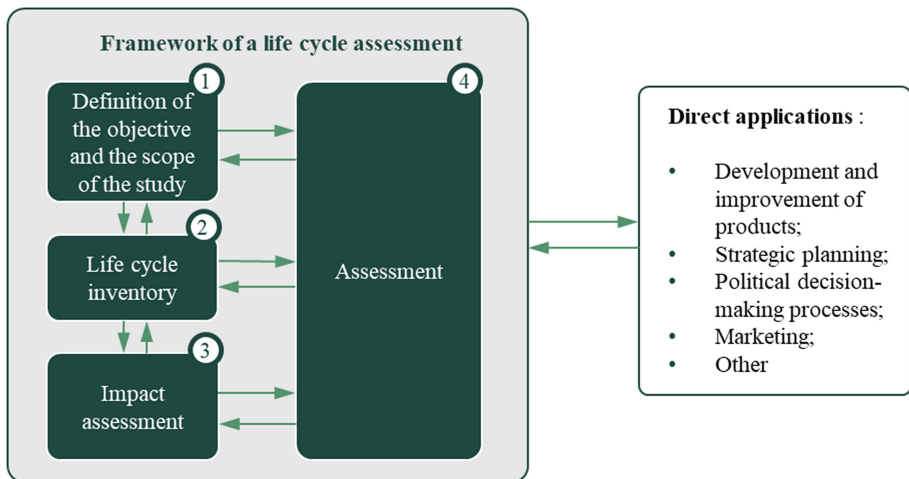 Framework of a life cycle assessment
1
Definition of
the objective
and the scope
of the study
2
Life cycle
inventory
3
Impact
assessment
4
Assessment
Direct applications :
• Development and
improvement of
products;
• Strategic planning;
• Political decision-
making processes;
• Marketing;
• Other